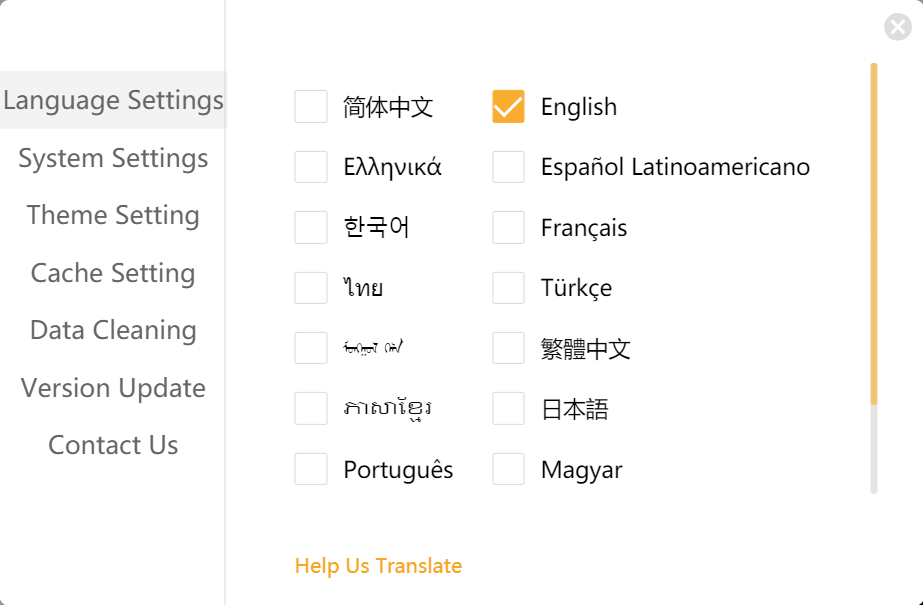 Language Settings
System Settings
Theme Setting
Cache Setting
Data Cleaning
Version Update
Contact Us
简体中文
English
Ελληνικά
Español Latinoamericano
한국어
Français
ไทย
Türkçe
繁體中文
ភាសាខ្មែរ
日本語
Português
Magyar
Help Us Translate